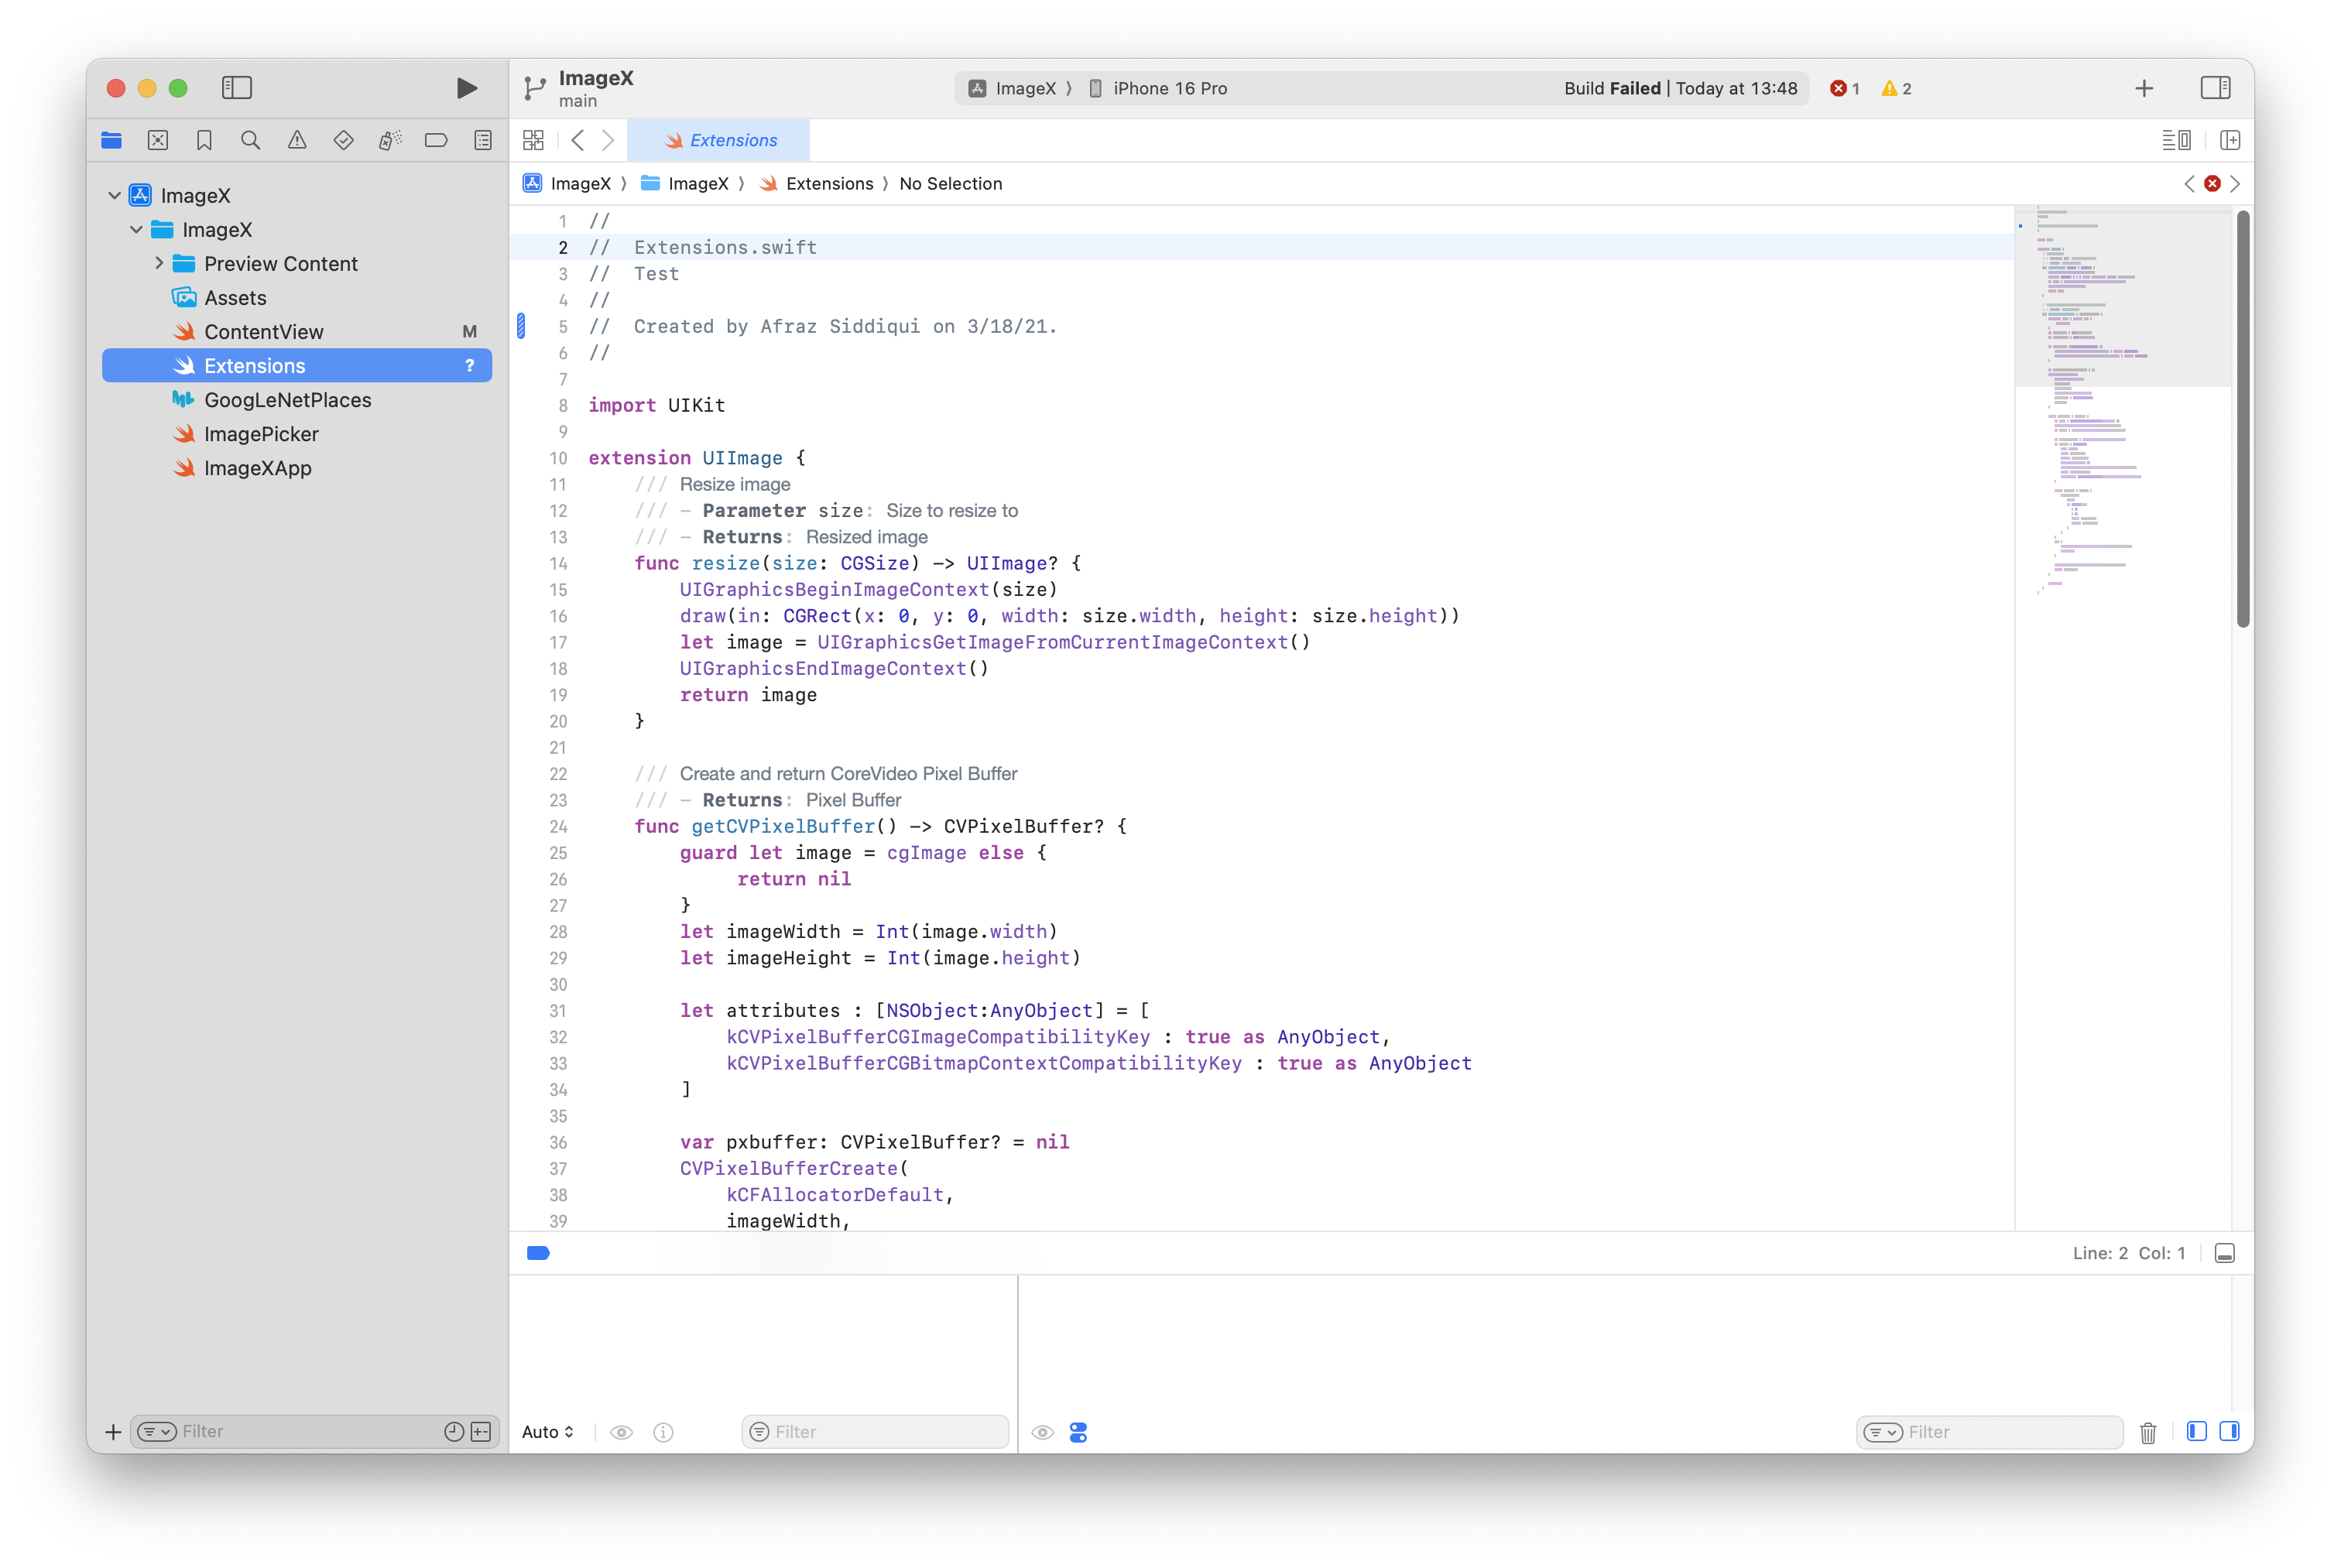 ImageX
main
ImageX
iPhone 16 Pro
Build Failed | Today at 13:48
1
2
Extensions
ImageX
ImageX
Extensions
No Selection
ImageX
ImageX
Preview Content
Assets
ContentView M
Extensions ?
GoogLeNetPlaces
ImagePicker
ImageXApp
1 //
2 //  Extensions.swift
3 //  Test
4 //
5 //  Created by Afraz Siddiqui on 3/18/21.
6 //
7
8 import UIKit
9
10 extension UIImage {
11     /// Resize image
12     /// - Parameter size: Size to resize to
13     /// - Returns: Resized image
14     func resize(size: CGSize) -> UIImage? {
15         UIGraphicsBeginImageContext(size)
16         draw(in: CGRect(x: 0, y: 0, width: size.width, height: size.height))
17         let image = UIGraphicsGetImageFromCurrentImageContext()
18         UIGraphicsEndImageContext()
19         return image
20     }
21
22     /// Create and return CoreVideo Pixel Buffer
23     /// - Returns: Pixel Buffer
24     func getCVPixelBuffer() -> CVPixelBuffer? {
25         guard let image = cgImage else {
26              return nil
27         }
28         let imageWidth = Int(image.width)
29         let imageHeight = Int(image.height)
30
31         let attributes : [NSObject:AnyObject] = [
32             kCVPixelBufferCGImageCompatibilityKey : true as AnyObject,
33             kCVPixelBufferCGBitmapContextCompatibilityKey : true as AnyObject
34         ]
35
36         var pxbuffer: CVPixelBuffer? = nil
37         CVPixelBufferCreate(
38             kCFAllocatorDefault,
39             imageWidth,
Line: 2  Col: 1
Filter
Auto
Filter
Filter